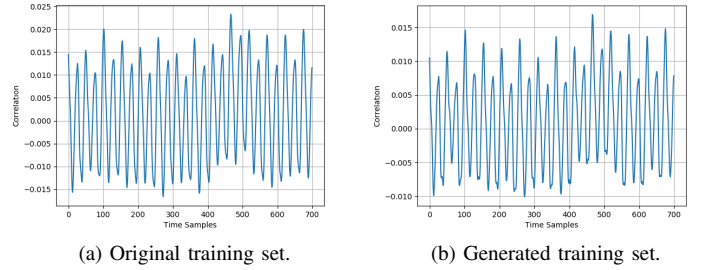 0.025
0.020
0.015
0.010
0.005
0.000
−0.005
−0.010
−0.015
Correlation
0 100 200 300 400 500 600 700
Time Samples
(a) Original training set.
0.015
0.010
0.005
0.000
−0.005
−0.010
Correlation
0 100 200 300 400 500 600 700
Time Samples
(b) Generated training set.